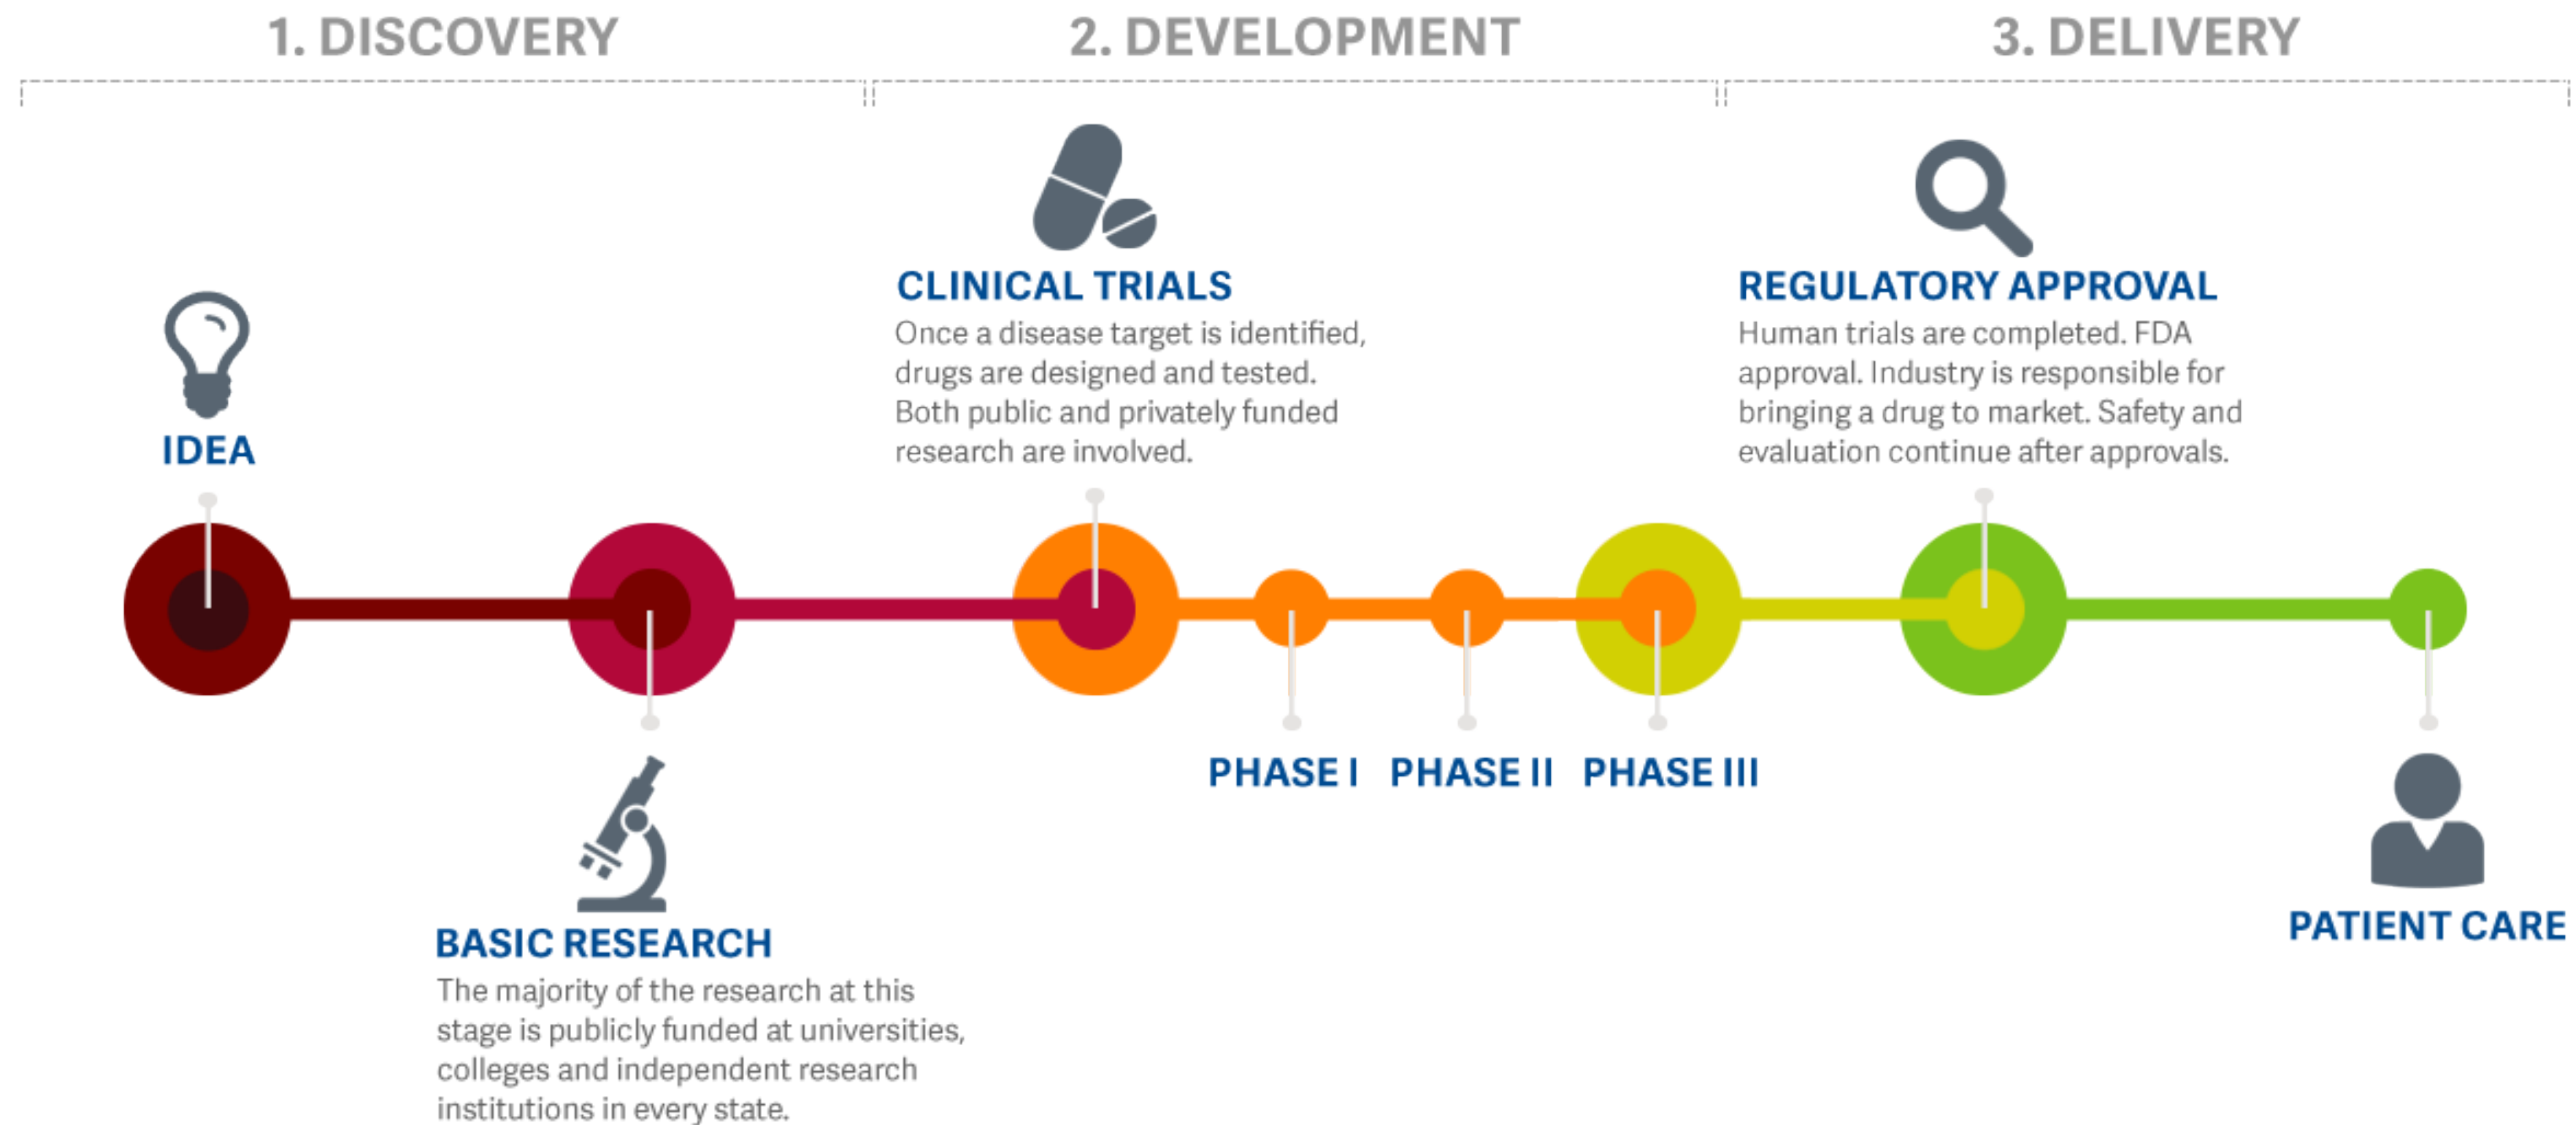 1. DISCOVERY
2. DEVELOPMENT
3. DELIVERY
IDEA
BASIC RESEARCH
The majority of the research at this
stage is publicly funded at universities,
colleges and independent research
institutions in every state.
CLINICAL TRIALS
Once a disease target is identified,
drugs are designed and tested.
Both public and privately funded
research are involved.
PHASE I
PHASE II
PHASE III
REGULATORY APPROVAL
Human trials are completed. FDA
approval. Industry is responsible for
bringing a drug to market. Safety and
evaluation continue after approvals.
PATIENT CARE